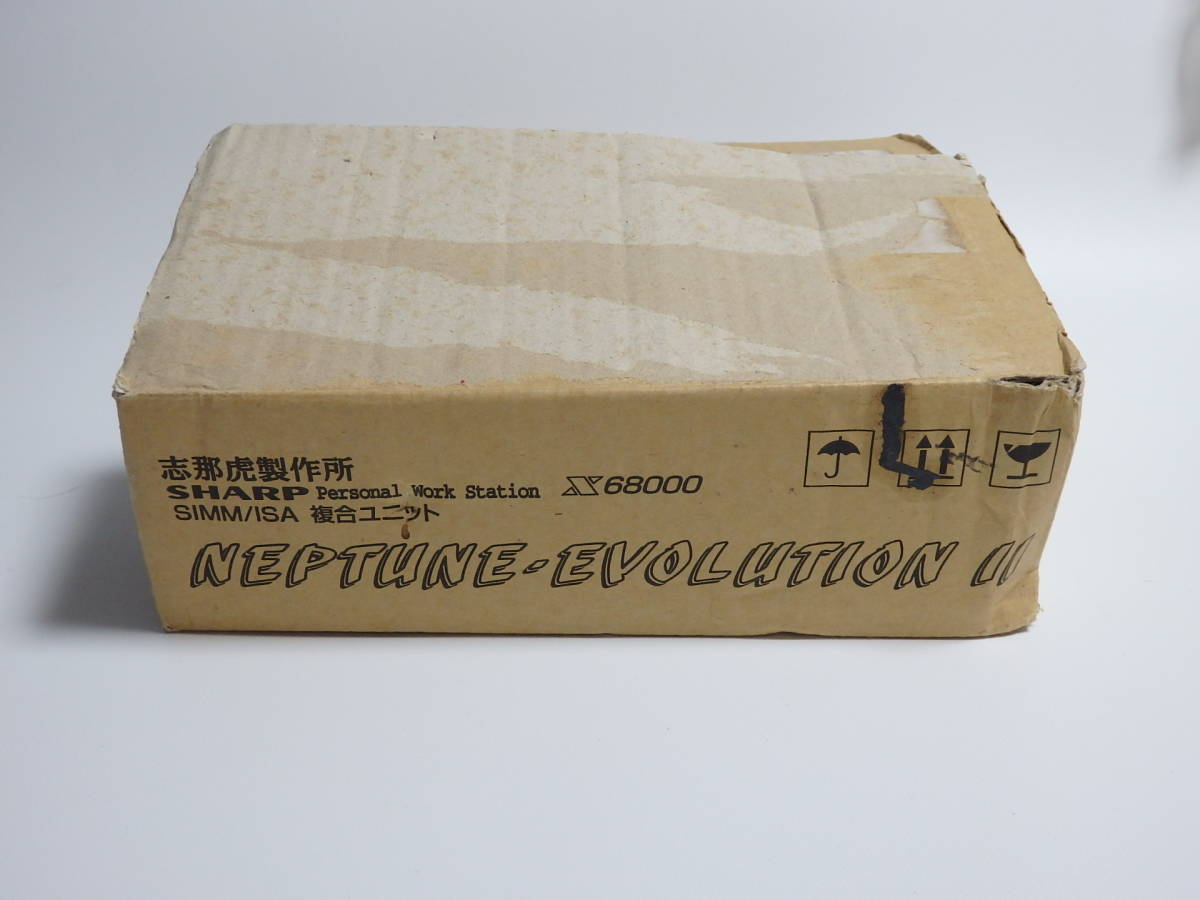 志那虎製作所
SHARP Personal Work Station X68000
SIMM/ISA 複合ユニット
NEPTUNE-EVOLUTION II